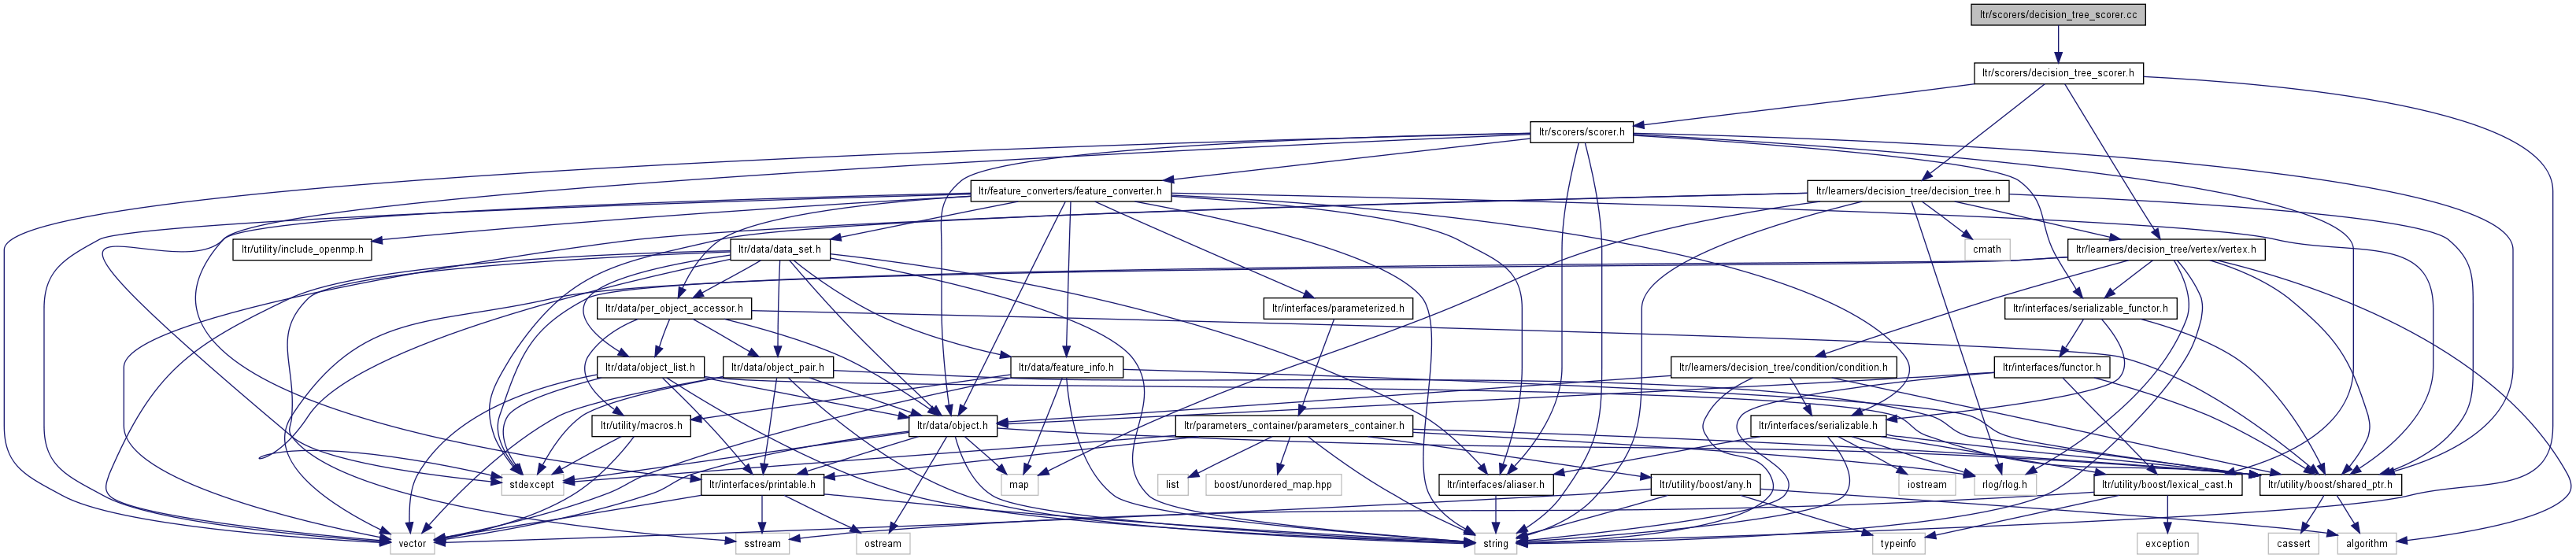 ltr/scorers/decision_tree_scorer.cc
ltr/scorers/decision_tree_scorer.h
ltr/scorers/scorer.h
ltr/feature_converters/feature_converter.h
ltr/learners/decision_tree/decision_tree.h
ltr/utility/include_openmp.h
ltr/data/data_set.h
cmath
ltr/learners/decision_tree/vertex/vertex.h
ltr/data/per_object_accessor.h
ltr/interfaces/parameterized.h
ltr/interfaces/serializable_functor.h
ltr/data/object_list.h
ltr/data/object_pair.h
ltr/data/feature_info.h
ltr/learners/decision_tree/condition/condition.h
ltr/interfaces/functor.h
ltr/utility/macros.h
ltr/data/object.h
ltr/parameters_container/parameters_container.h
ltr/interfaces/serializable.h
stdexcept
ltr/interfaces/printable.h
map
list
boost/unordered_map.hpp
ltr/interfaces/aliaser.h
ltr/utility/boost/any.h
iostream
rlog/rlog.h
ltr/utility/boost/lexical_cast.h
ltr/utility/boost/shared_ptr.h
vector
sstream
ostream
string
typeinfo
exception
cassert
algorithm